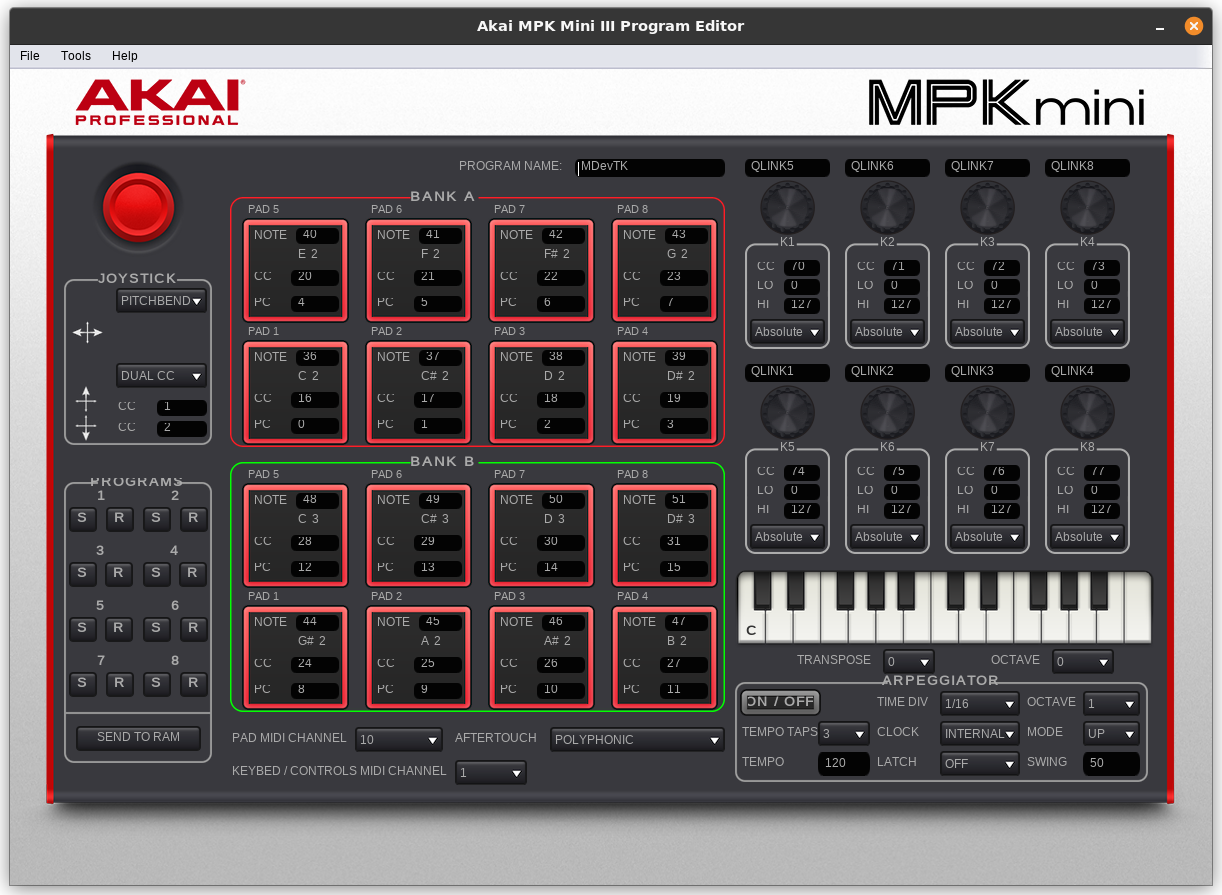 Akai MPK Mini III Program Editor
File Tools Help
AKAI PROFESSIONAL
MPK mini
PROGRAM NAME: MDevTK
QLINK5 QLINK6 QLINK7 QLINK8
K1 K2 K3 K4
CC 70 CC 71 CC 72 CC 73
LO 0 LO 0 LO 0 LO 0
HI 127 HI 127 HI 127 HI 127
Absolute Absolute Absolute Absolute
QLINK1 QLINK2 QLINK3 QLINK4
K5 K6 K7 K8
CC 74 CC 75 CC 76 CC 77
LO 0 LO 0 LO 0 LO 0
HI 127 HI 127 HI 127 HI 127
Absolute Absolute Absolute Absolute
JOYSTICK
PITCHBEND
DUAL CC
CC 1
CC 2
PROGRAMS
1 2
S R S R
3 4
S R S R
5 6
S R S R
7 8
S R S R
SEND TO RAM
BANK A
PAD 5 PAD 6 PAD 7 PAD 8
NOTE 40 NOTE 41 NOTE 42 NOTE 43
E 2 F 2 F# 2 G 2
CC 20 CC 21 CC 22 CC 23
PC 4 PC 5 PC 6 PC 7
PAD 1 PAD 2 PAD 3 PAD 4
NOTE 36 NOTE 37 NOTE 38 NOTE 39
C 2 C# 2 D 2 D# 2
CC 16 CC 17 CC 18 CC 19
PC 0 PC 1 PC 2 PC 3
BANK B
PAD 5 PAD 6 PAD 7 PAD 8
NOTE 48 NOTE 49 NOTE 50 NOTE 51
C 3 C# 3 D 3 D# 3
CC 28 CC 29 CC 30 CC 31
PC 12 PC 13 PC 14 PC 15
PAD 1 PAD 2 PAD 3 PAD 4
NOTE 44 NOTE 45 NOTE 46 NOTE 47
G# 2 A 2 A# 2 B 2
CC 24 CC 25 CC 26 CC 27
PC 8 PC 9 PC 10 PC 11
PAD MIDI CHANNEL 10 AFTERTOUCH POLYPHONIC
KEYBED / CONTROLS MIDI CHANNEL 1
C
TRANSPOSE 0 OCTAVE 0
ARPEGGIATOR
ON / OFF TIME DIV 1/16 OCTAVE 1
TEMPO TAPS 3 CLOCK INTERNAL MODE UP
TEMPO 120 LATCH OFF SWING 50